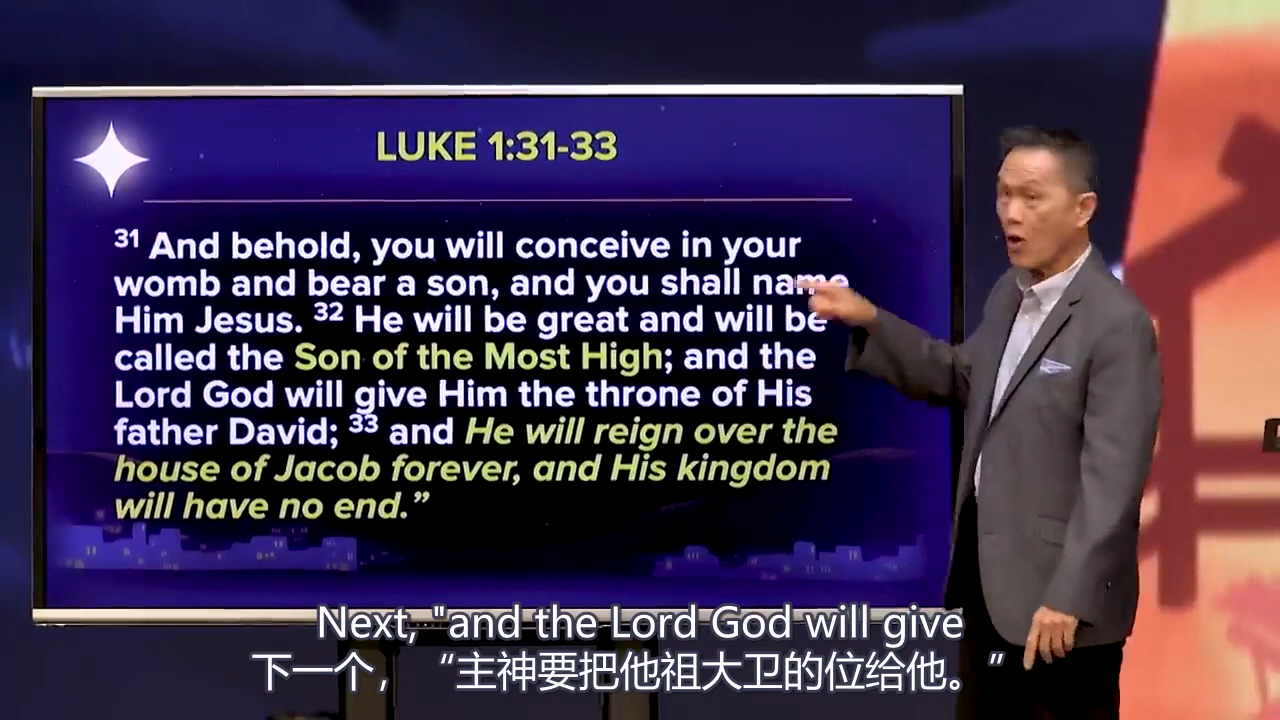 LUKE 1:31-33
31 And behold, you will conceive in your
womb and bear a son, and you shall name
Him Jesus. 32 He will be great and will be
called the Son of the Most High; and the
Lord God will give Him the throne of His
father David; 33 and He will reign over the
house of Jacob forever, and His kingdom
will have no end.”
Next, "and the Lord God will give
下一个，“主神要把他祖大卫的位给他。”